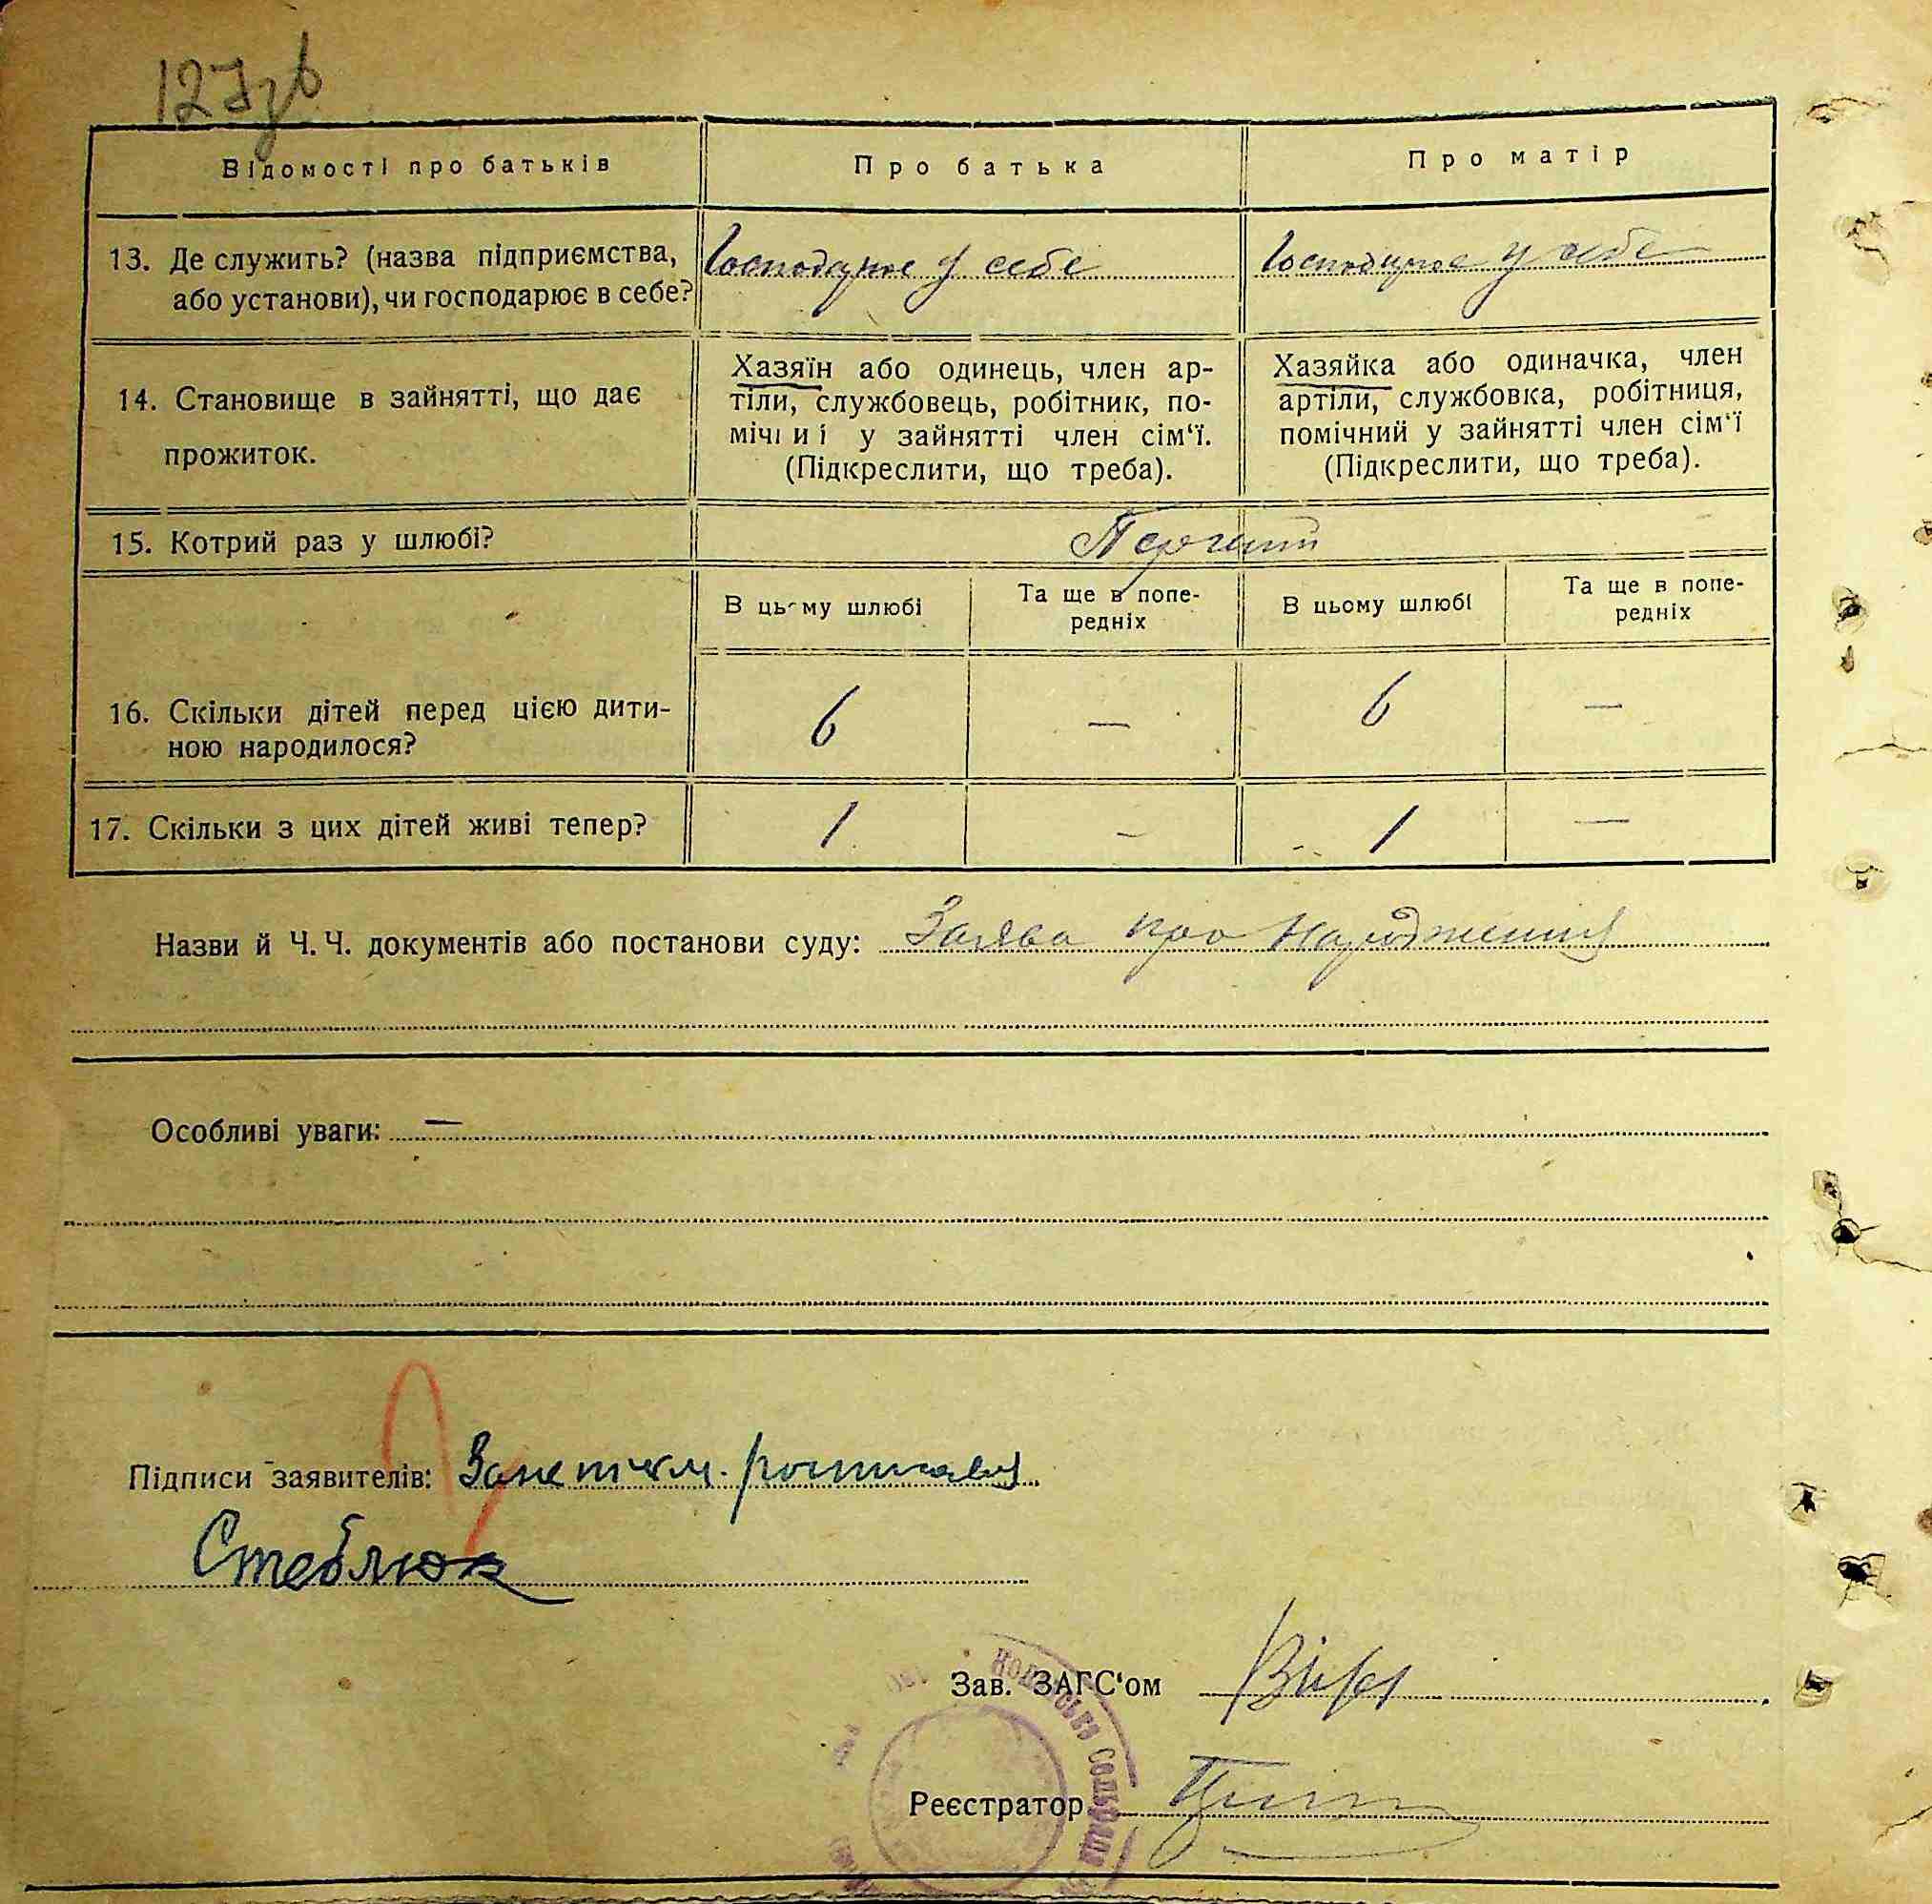 127зв
Відомості про батьків
Про батька
Про матір
13. Де служить? (назва підприємства,
або установи), чи господарює в себе?
Господарює у себе
Господарює у себе
14. Становище в зайнятті, що дає
прожиток.
Хазяїн або одинець, член ар-
тіли, службовець, робітник, по-
мічний у зайнятті член сім‘ї.
(Підкреслити, що треба).
Хазяйка або одиначка, член
артіли, службовка, робітниця,
помічний у зайнятті член сім‘ї
(Підкреслити, що треба).
15. Котрий раз у шлюбі?
Перший
В цьому шлюбі
Та ще в попе-
редніх
В цьому шлюбі
Та ще в попе-
редніх
16. Скільки дітей перед цією дити-
ною народилося?
6
—
6
—
17. Скільки з цих дітей живі тепер?
1
–
1
—
Назви й Ч. Ч. документів або постанови суду: Заява про народження
Особливі уваги: —
Підписи заявителів:
Стеблюк
Зав. ЗАГС‘ом
Реєстратор